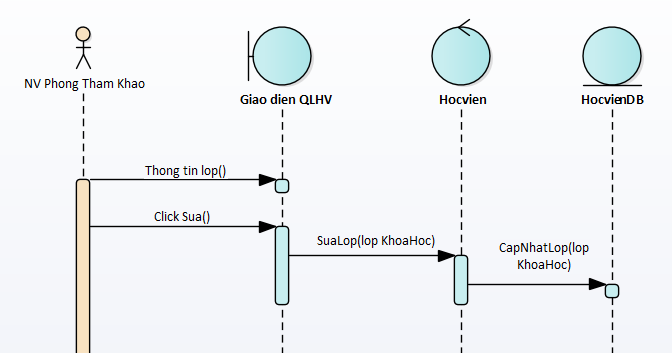 NV Phong Tham Khao
Giao dien QLHV
Hocvien
HocvienDB
Thong tin lop()
Click Sua()
SuaLop(lop KhoaHoc)
CapNhatLop(lop
KhoaHoc)